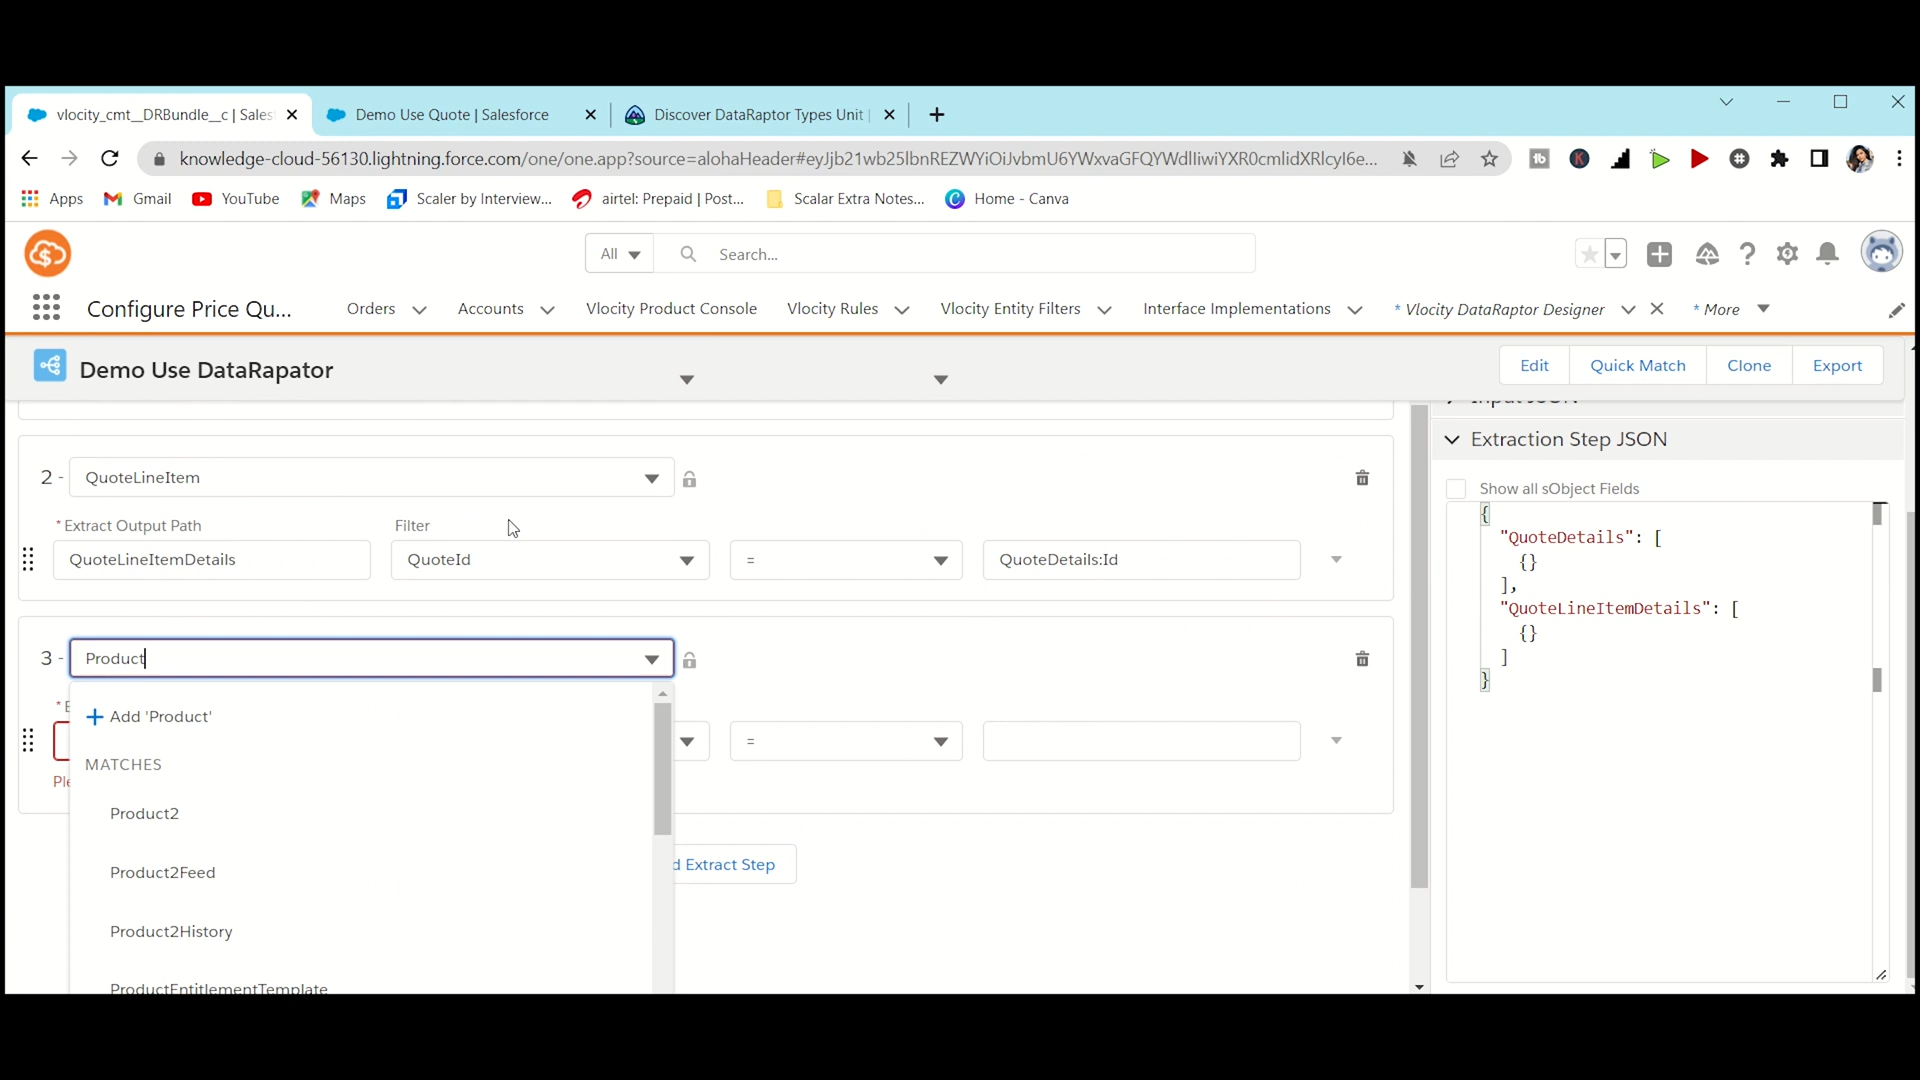 vlocity_cmt__DRBundle__c | Sales
Demo Use Quote | Salesforce
Discover DataRaptor Types Unit |
knowledge-cloud-56130.lightning.force.com/one/one.app?source=alohaHeader#eyJjb21wb25lbnREZWYiOiJvbmU6YWxvaGFQYWdlIiwiYXR0cmlidXRlcyI6e...
Apps
Gmail
YouTube
Maps
Scaler by Interview...
airtel: Prepaid | Post...
Scalar Extra Notes...
Home - Canva
All
Search...
Configure Price Qu...
Orders
Accounts
Vlocity Product Console
Vlocity Rules
Vlocity Entity Filters
Interface Implementations
* Vlocity DataRaptor Designer
* More
Demo Use DataRapator
Edit
Quick Match
Clone
Export
Extraction Step JSON
Show all sObject Fields
{
"QuoteDetails": [
{}
],
"QuoteLineItemDetails": [
{}
]
}
2 -
QuoteLineItem
* Extract Output Path
Filter
QuoteLineItemDetails
QuoteId
=
QuoteDetails:Id
3 -
Product
+ Add 'Product'
MATCHES
Product2
Product2Feed
Product2History
ProductEntitlementTemplate
=
d Extract Step